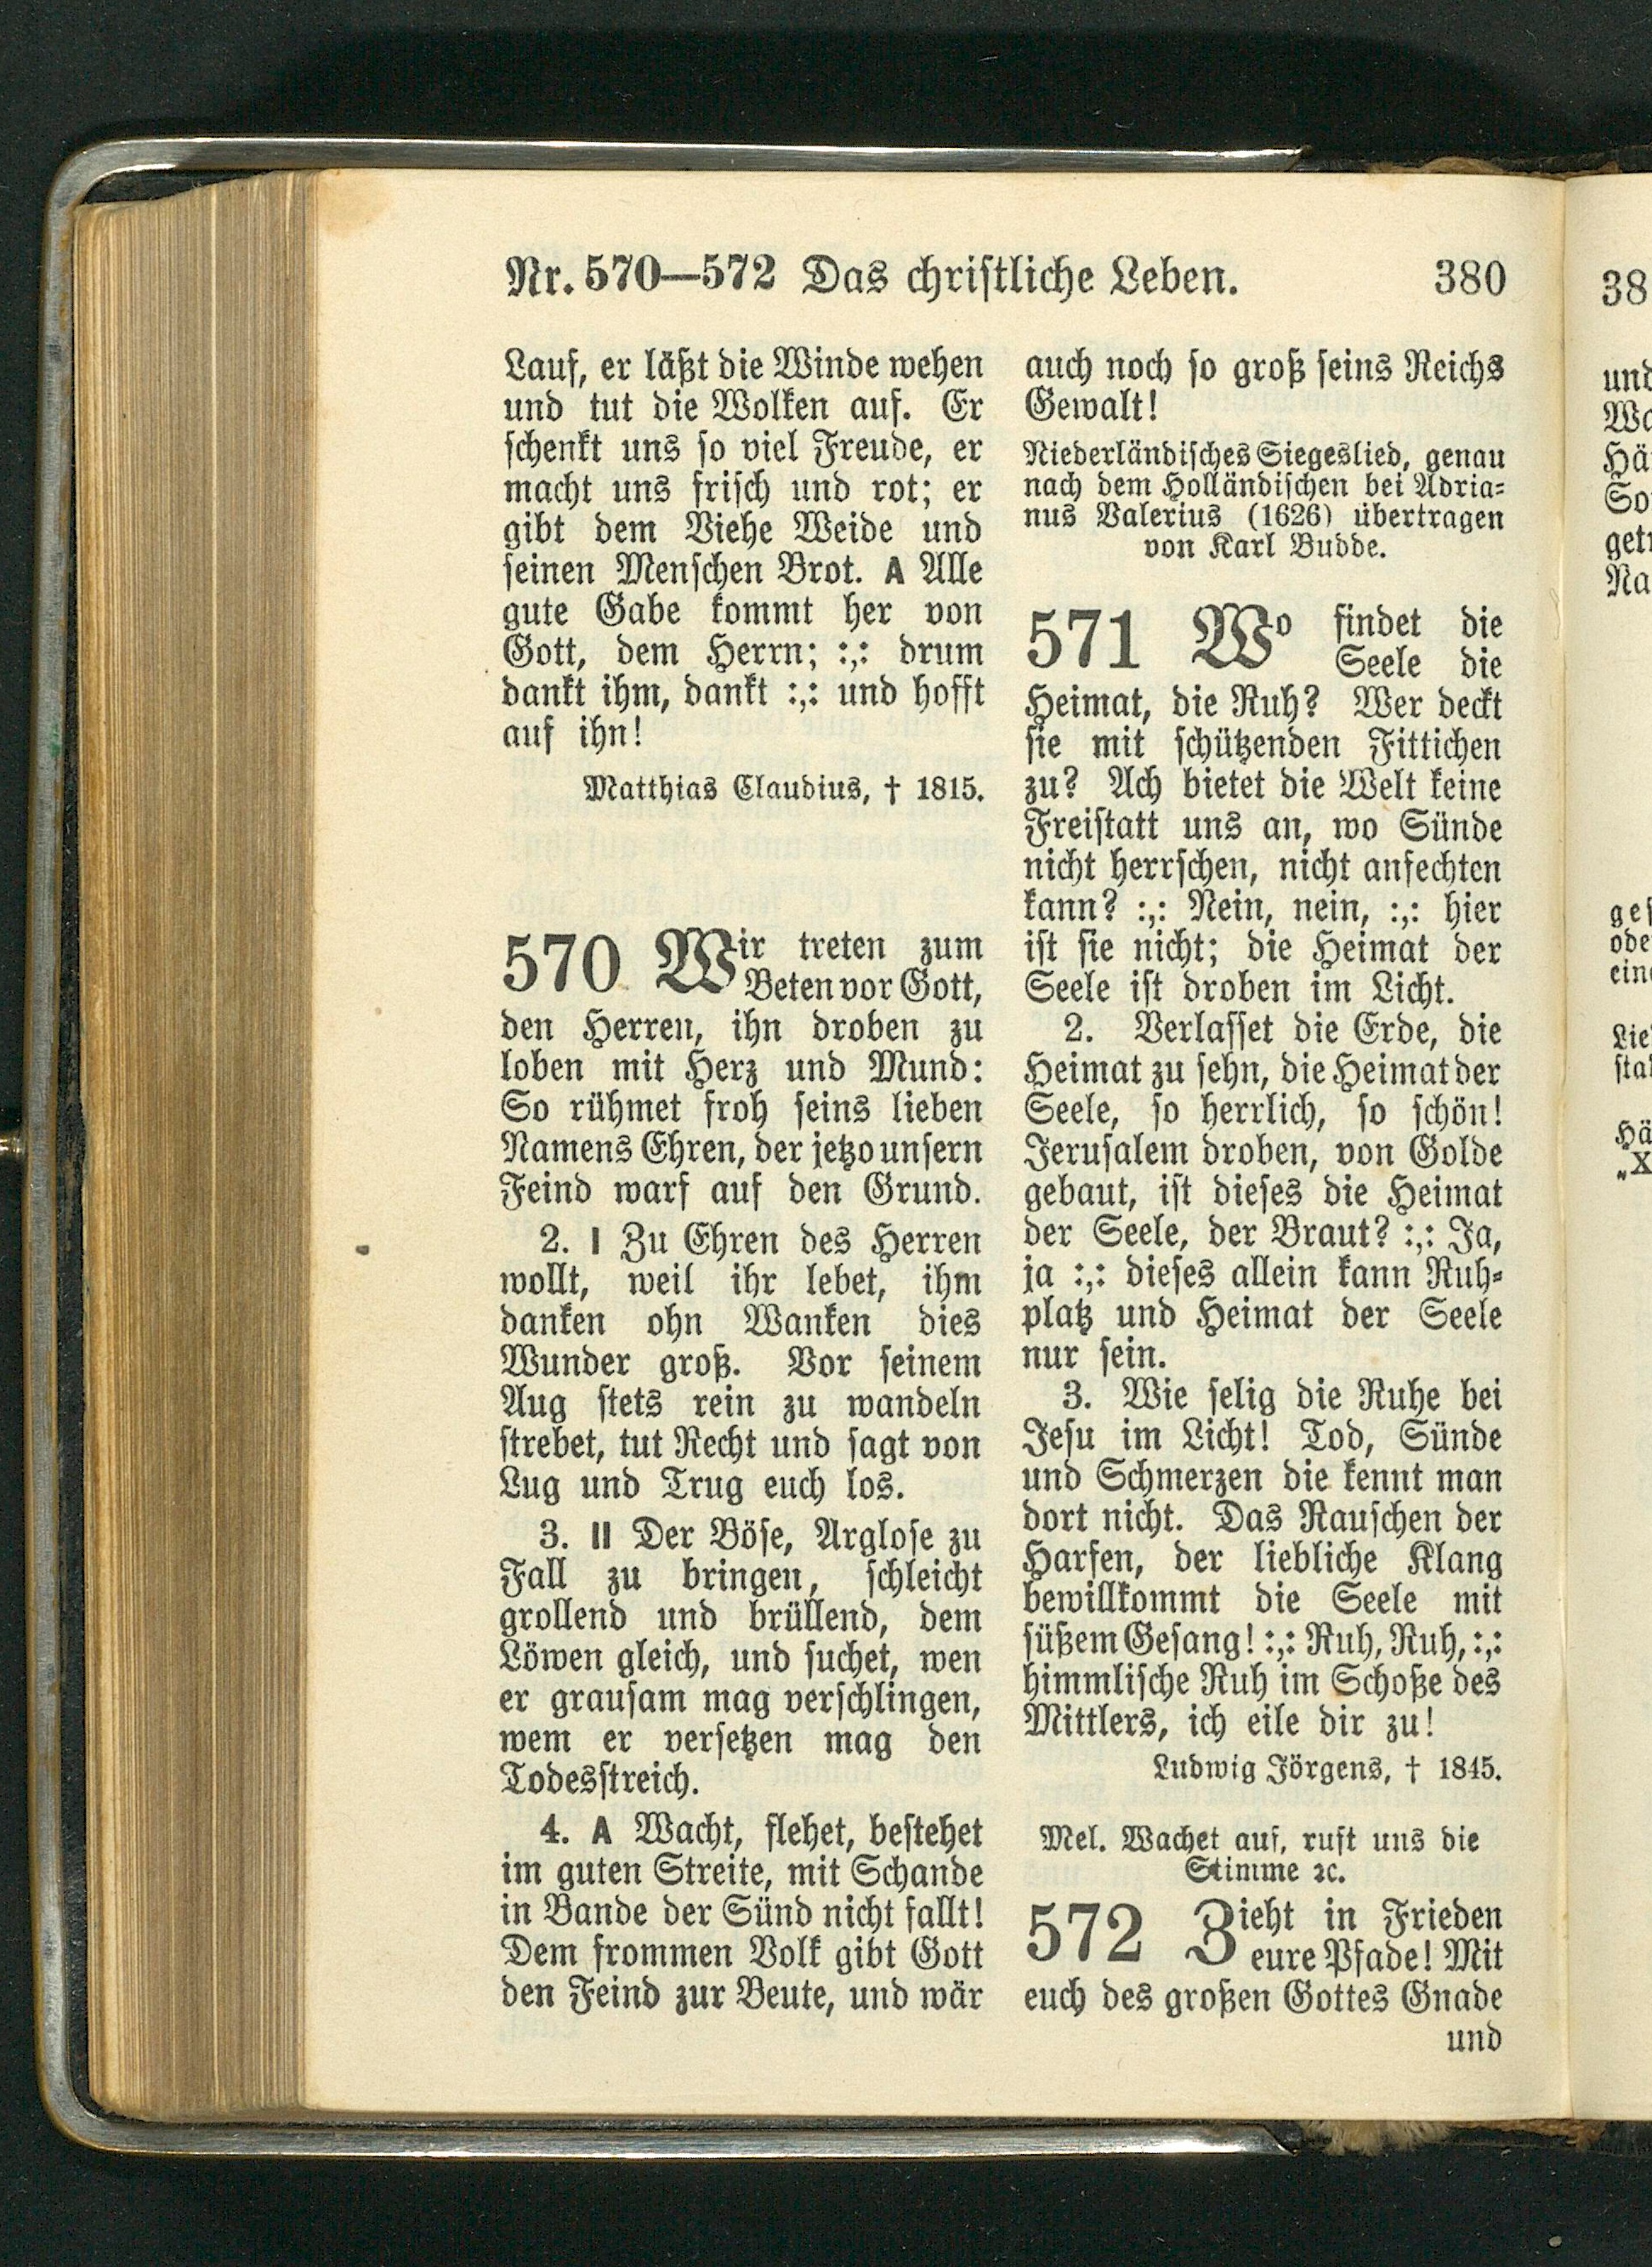 Nr. 570—572 Das christliche Leben. 380
Lauf, er läßt die Winde wehen
und tut die Wolken auf. Er
schenkt uns so viel Freude, er
macht uns frisch und rot; er
gibt dem Viehe Weide und
seinen Menschen Brot. A Alle
gute Gabe kommt her von
Gott, dem Herrn; :,: drum
dankt ihm, dankt :,: und hofft
auf ihn!
Matthias Claudius, † 1815.
570 Wir treten zum
Beten vor Gott,
den Herren, ihn droben zu
loben mit Herz und Mund:
So rühmet froh seins lieben
Namens Ehren, der jetzo unsern
Feind warf auf den Grund.
2. I Zu Ehren des Herren
wollt, weil ihr lebet, ihm
danken ohn Wanken dies
Wunder groß. Vor seinem
Aug stets rein zu wandeln
strebet, tut Recht und sagt von
Lug und Trug euch los.
3. II Der Böse, Arglose zu
Fall zu bringen, schleicht
grollend und brüllend, dem
Löwen gleich, und suchet, wen
er grausam mag verschlingen,
wem er versetzen mag den
Todesstreich.
4. A Wacht, flehet, bestehet
im guten Streite, mit Schande
in Bande der Sünd nicht fallt!
Dem frommen Volk gibt Gott
den Feind zur Beute, und wär
auch noch so groß seins Reichs
Gewalt!
Niederländisches Siegeslied, genau
nach dem Holländischen bei Adria-
nus Valerius (1626) übertragen
von Karl Budde.
571 Wo findet die
Seele die
Heimat, die Ruh? Wer deckt
sie mit schützenden Fittichen
zu? Ach bietet die Welt keine
Freistatt uns an, wo Sünde
nicht herrschen, nicht anfechten
kann? :,: Nein, nein, :,: hier
ist sie nicht; die Heimat der
Seele ist droben im Licht.
2. Verlasset die Erde, die
Heimat zu sehn, die Heimat der
Seele, so herrlich, so schön!
Jerusalem droben, von Golde
gebaut, ist dieses die Heimat
der Seele, der Braut? :,: Ja,
ja :,: dieses allein kann Ruh-
platz und Heimat der Seele
nur sein.
3. Wie selig die Ruhe bei
Jesu im Licht! Tod, Sünde
und Schmerzen die kennt man
dort nicht. Das Rauschen der
Harfen, der liebliche Klang
bewillkommt die Seele mit
süßem Gesang! :,: Ruh, Ruh, :,:
himmlische Ruh im Schoße des
Mittlers, ich eile dir zu!
Ludwig Jörgens, † 1845.
Mel. Wachet auf, ruft uns die
Stimme ꝛc.
572 Zieht in Frieden
eure Pfade! Mit
euch des großen Gottes Gnade
und